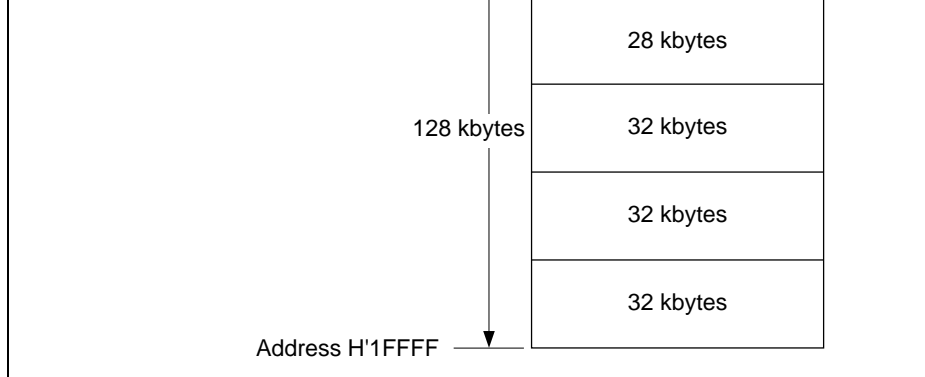 28 kbytes
128 kbytes
32 kbytes
32 kbytes
32 kbytes
Address H'1FFFF